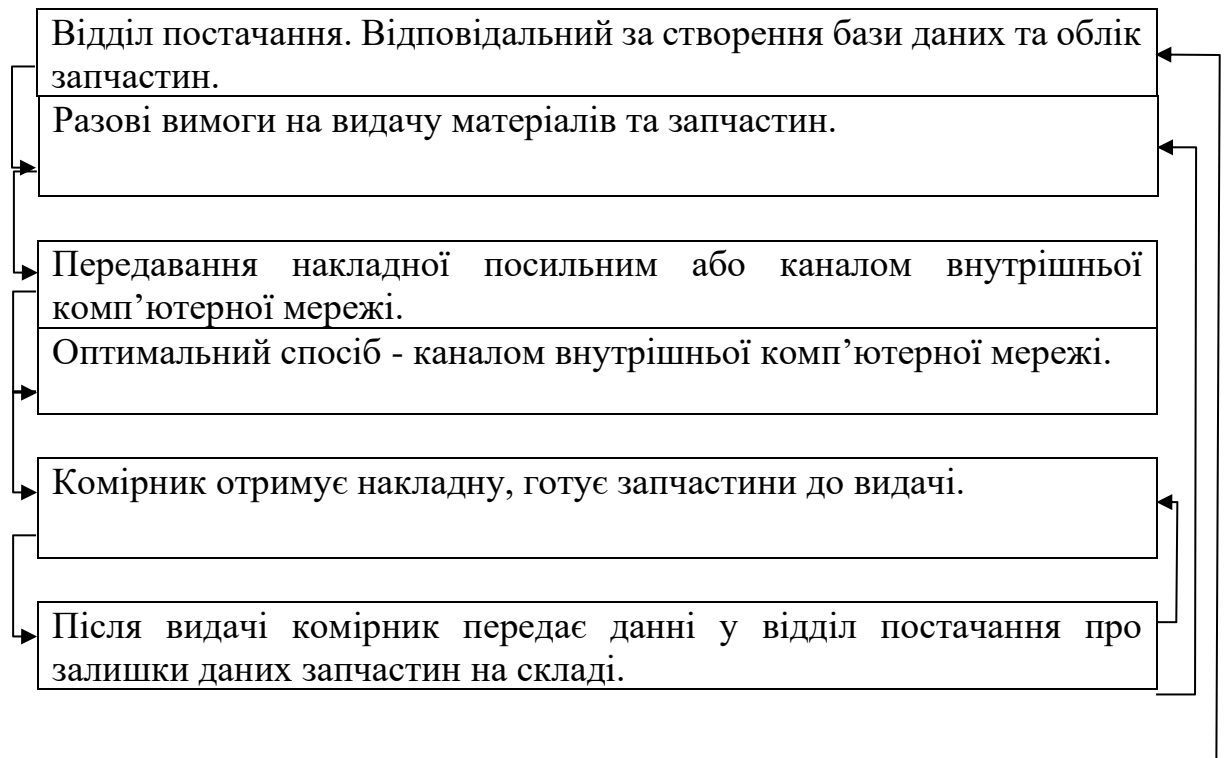 Відділ постачання. Відповідальний за створення бази даних та облік
запчастин.
Разові вимоги на видачу матеріалів та запчастин.
Передавання накладної посильним або каналом внутрішньої
комп’ютерної мережі.
Оптимальний спосіб - каналом внутрішньої комп’ютерної мережі.
Комірник отримує накладну, готує запчастини до видачі.
Після видачі комірник передає данні у відділ постачання про
залишки даних запчастин на складі.